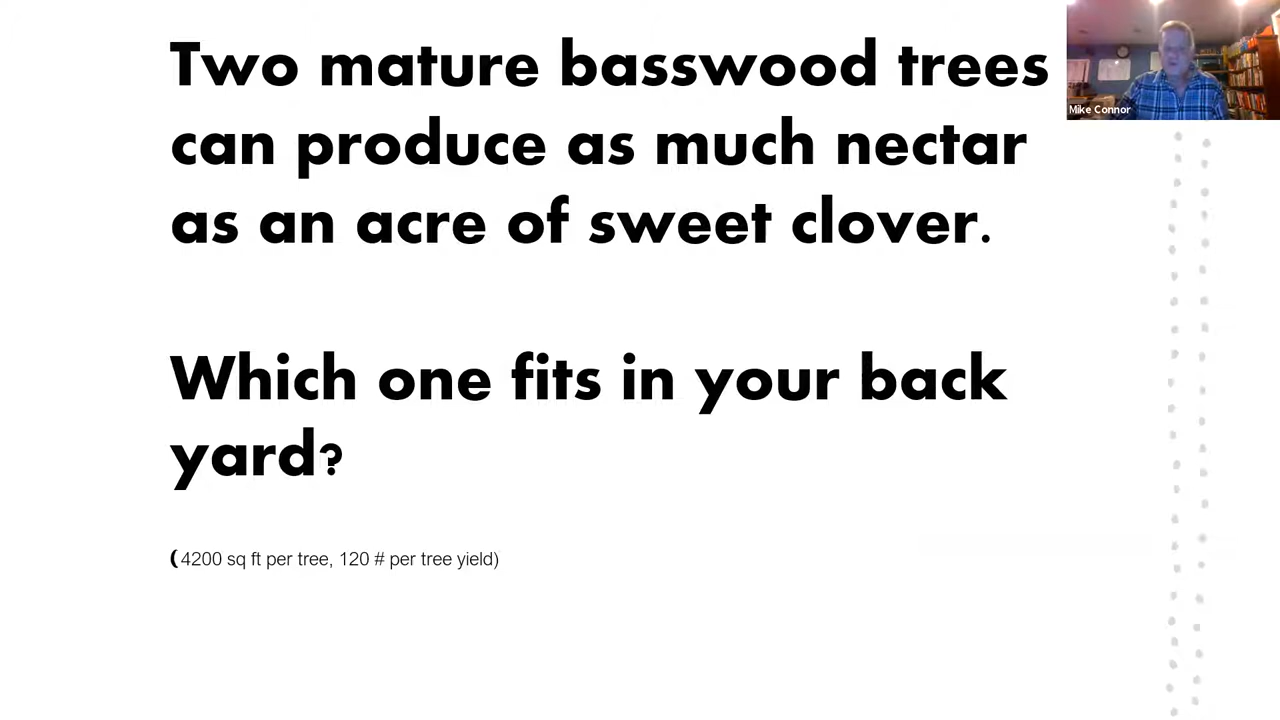 Two mature basswood trees
can produce as much nectar
as an acre of sweet clover.
Which one fits in your back
yard?
(4200 sq ft per tree, 120 # per tree yield)
Mike Connor